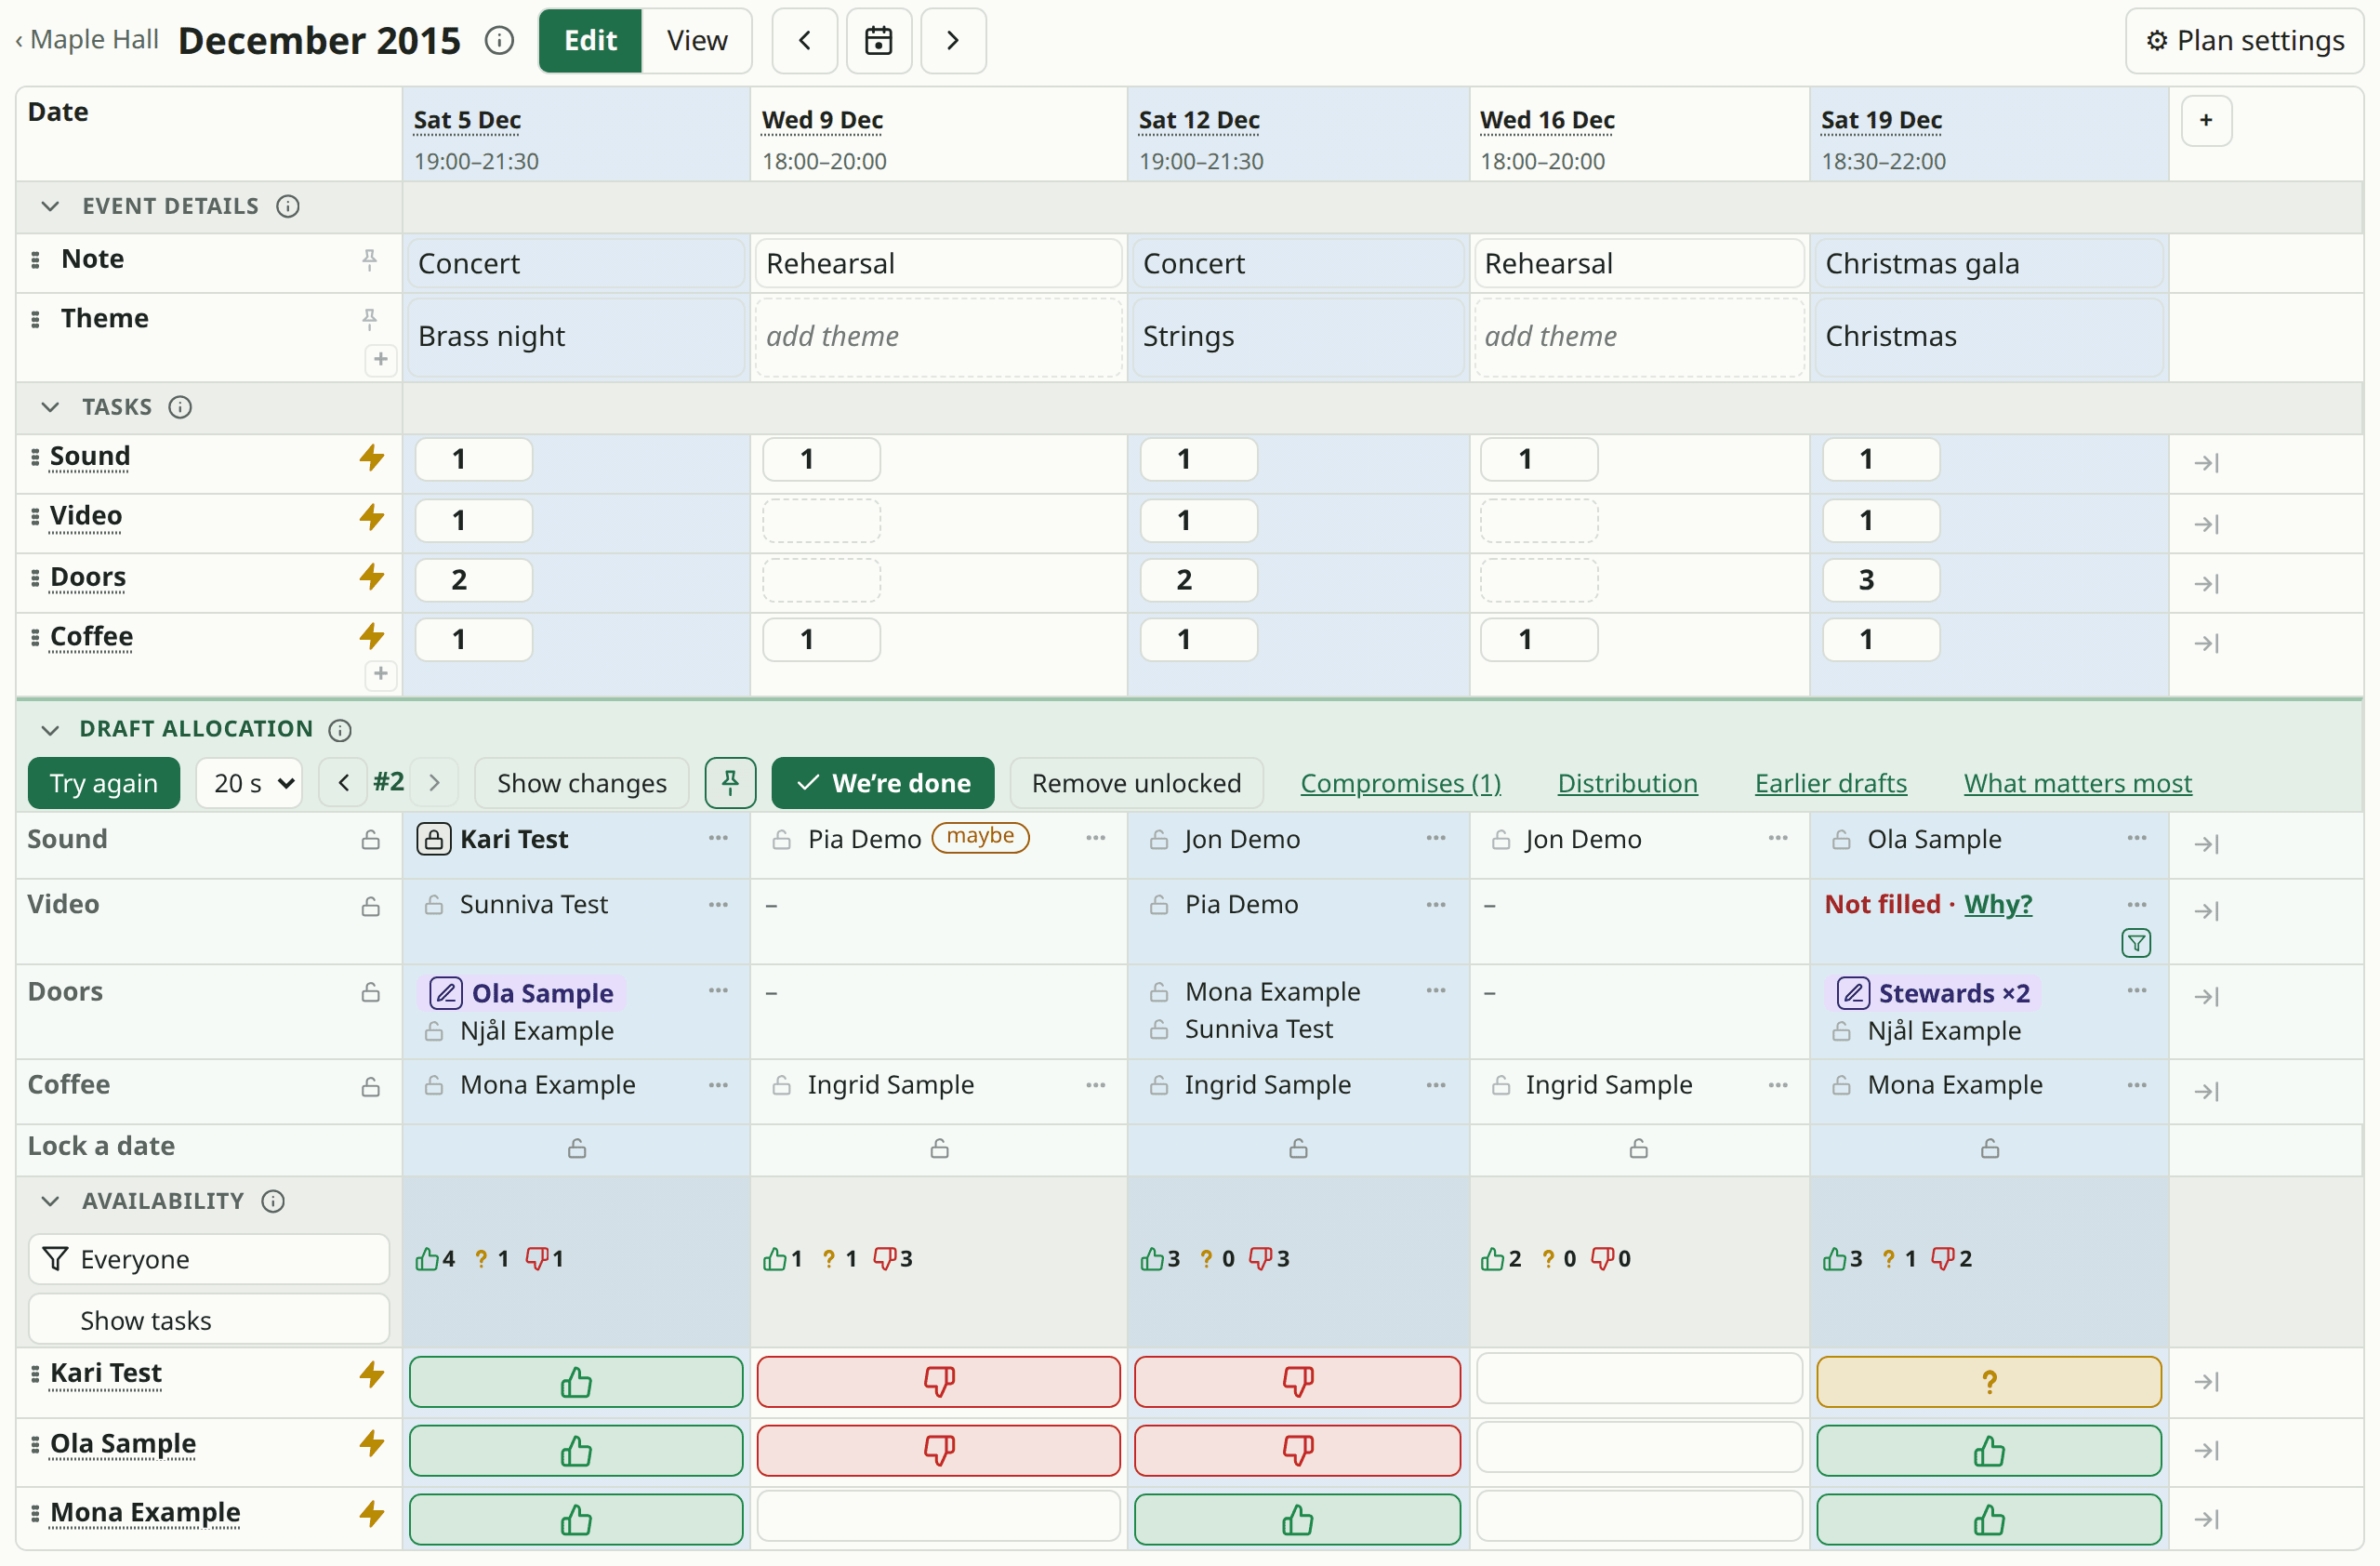 ‹ Maple Hall December 2015 Edit View Plan settings
Date Sat 5 Dec Wed 9 Dec Sat 12 Dec Wed 16 Dec Sat 19 Dec +
19:00–21:30 18:00–20:00 19:00–21:30 18:00–20:00 18:30–22:00
EVENT DETAILS
Note Concert Rehearsal Concert Rehearsal Christmas gala
Theme Brass night add theme Strings add theme Christmas
+
TASKS
Sound 1 1 1 1 1
Video 1 1 1
Doors 2 2 3
Coffee 1 1 1 1 1
+
DRAFT ALLOCATION
Try again 20 s #2 Show changes We’re done Remove unlocked Compromises (1) Distribution Earlier drafts What matters most
Sound Kari Test Pia Demo maybe Jon Demo Jon Demo Ola Sample
Video Sunniva Test – Pia Demo – Not filled · Why?
Doors Ola Sample – Mona Example – Stewards ×2
Njål Example Sunniva Test Njål Example
Coffee Mona Example Ingrid Sample Ingrid Sample Ingrid Sample Mona Example
Lock a date
AVAILABILITY
Everyone 4 ? 1 1 1 ? 1 3 3 ? 0 3 2 ? 0 0 3 ? 1 2
Show tasks
Kari Test ?
Ola Sample
Mona Example